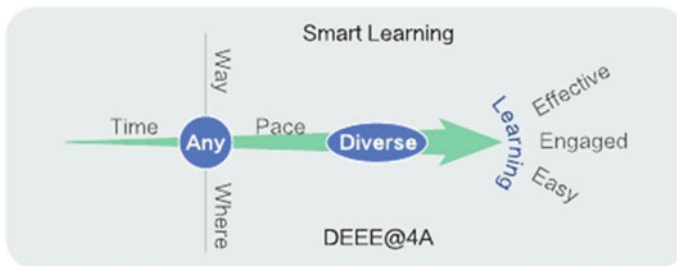 Smart Learning
Way
Time
Any
Pace
Diverse
Where
Learning
Effective
Engaged
Easy
DEEE@4A